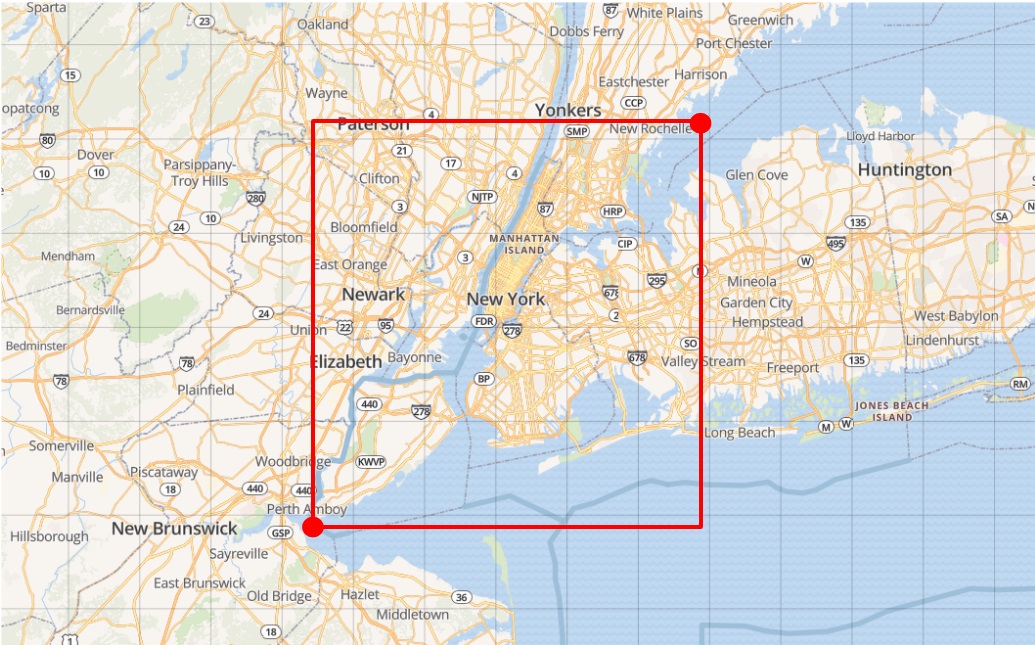 Sparta
23
Oakland
87
White Plains
Greenwich
Dobbs Ferry
Port Chester
15
Eastchester
Harrison
Wayne
CCP
opatcong
4
Yonkers
Paterson
SMP
New Rochelle
Lloyd Harbor
80
21
Dover
Parsippany-
Troy Hills
17
10
10
4
Clifton
Glen Cove
Huntington
280
NJTP
3
87
HRP
SA
10
24
Bloomfield
135
Livingston
MANHATTAN
ISLAND
CIP
495
Mendham
3
East Orange
W
295
Mineola
678
Newark
New York
Garden City
Bernardsville
24
2
West Babylon
Union
22
95
FDR
278
Hempstead
Bedminster
SO
Lindenhurst
78
Elizabeth
Bayonne
678
Valley Stream
135
Freeport
78
Plainfield
BP
RM
440
278
JONES BEACH
ISLAND
M
W
Long Beach
Somerville
Woodbridge
KWVP
Piscataway
Manville
18
440
440
Perth Amboy
New Brunswick
GSP
Hillsborough
Sayreville
East Brunswick
Old Bridge
Hazlet
36
Middletown
18
1
78